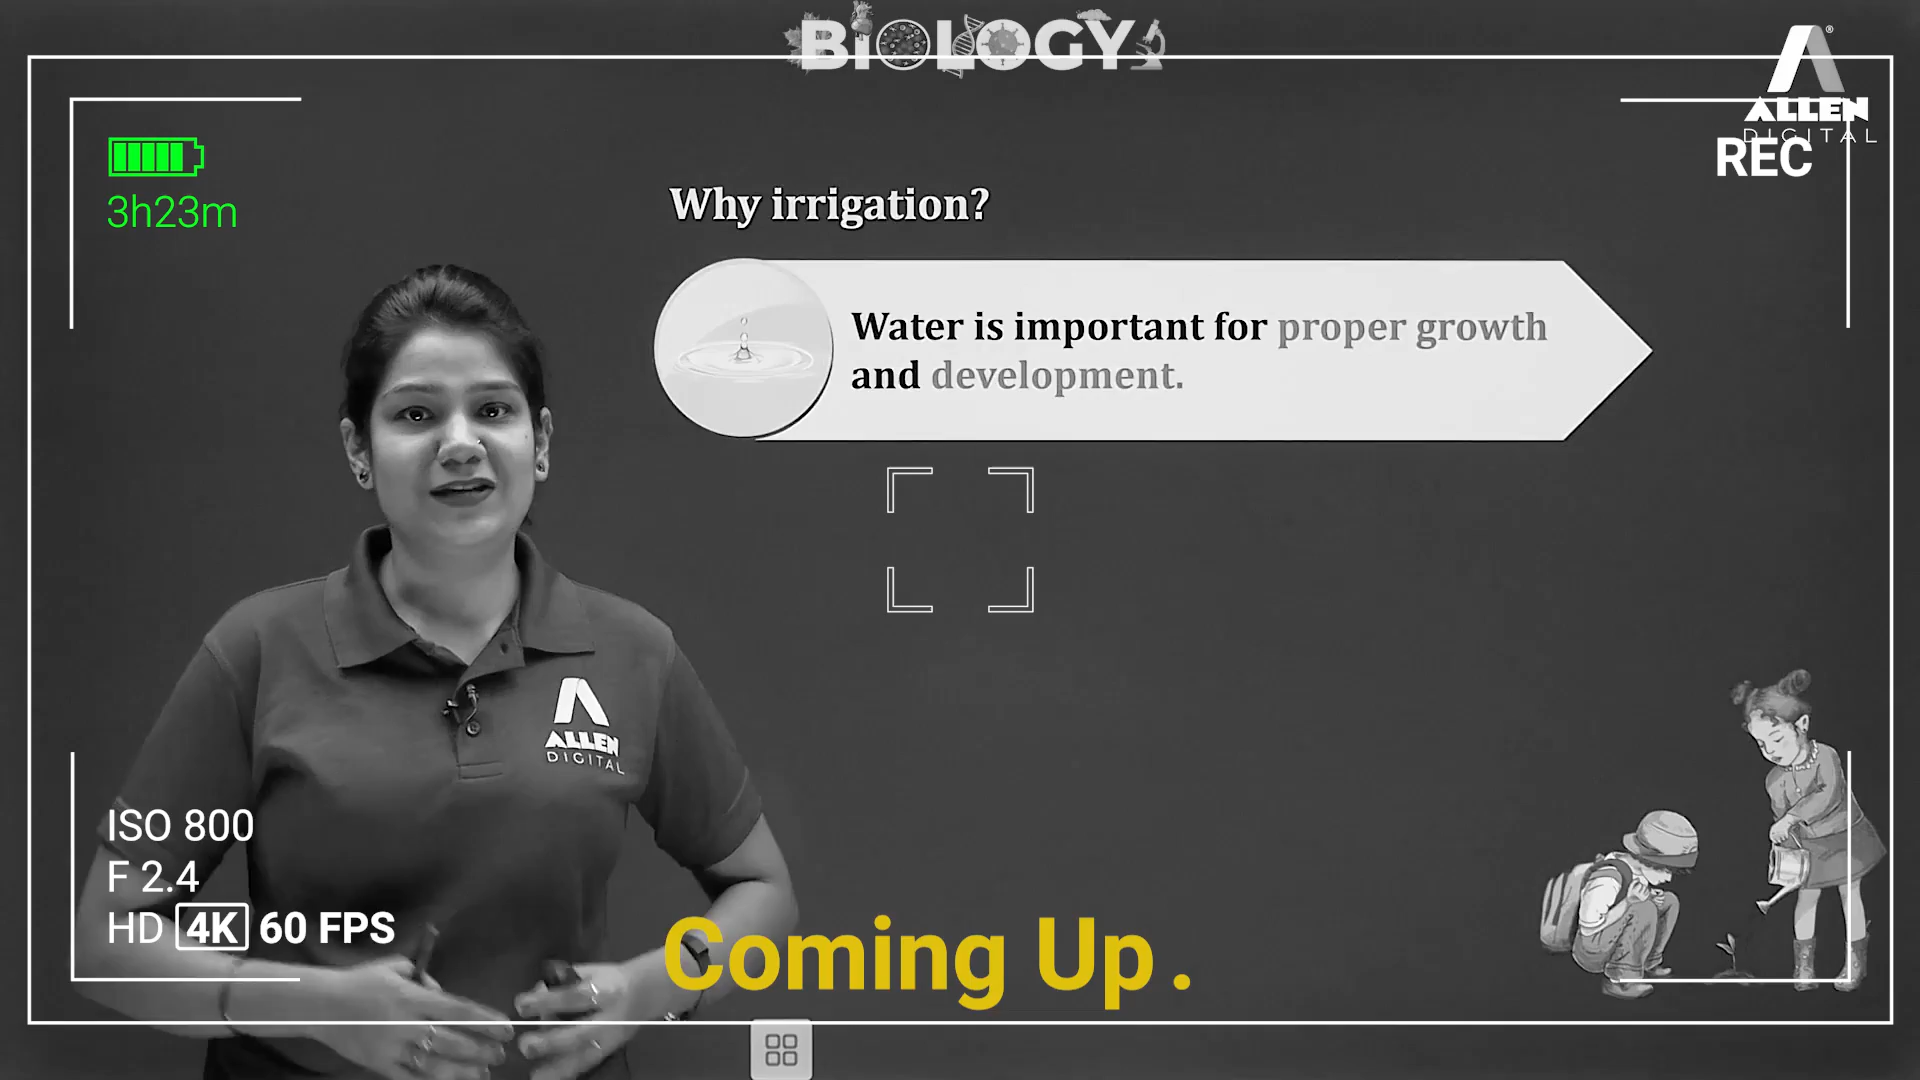 BIOLOGY
ALLEN
DIGITAL
REC
3h23m
Why irrigation?
Water is important for proper growth
and development.
ALLEN
DIGITAL
ISO 800
F 2.4
HD 4K 60 FPS
Coming Up.